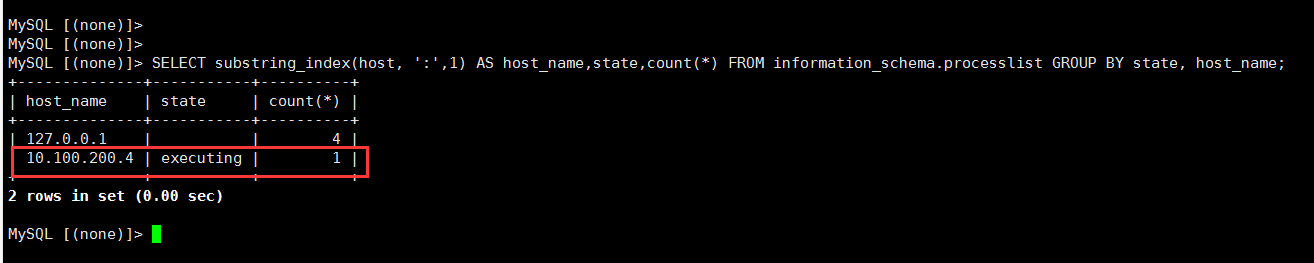 MySQL [(none)]>
MySQL [(none)]>
MySQL [(none)]> SELECT substring_index(host, ':',1) AS host_name,state,count(*) FROM information_schema.processlist GROUP BY state, host_name;
+--------------+-----------+----------+
| host_name    | state     | count(*) |
+--------------+-----------+----------+
| 127.0.0.1    |           |        4 |
| 10.100.200.4 | executing |        1 |
+--------------+-----------+----------+
2 rows in set (0.00 sec)
MySQL [(none)]>